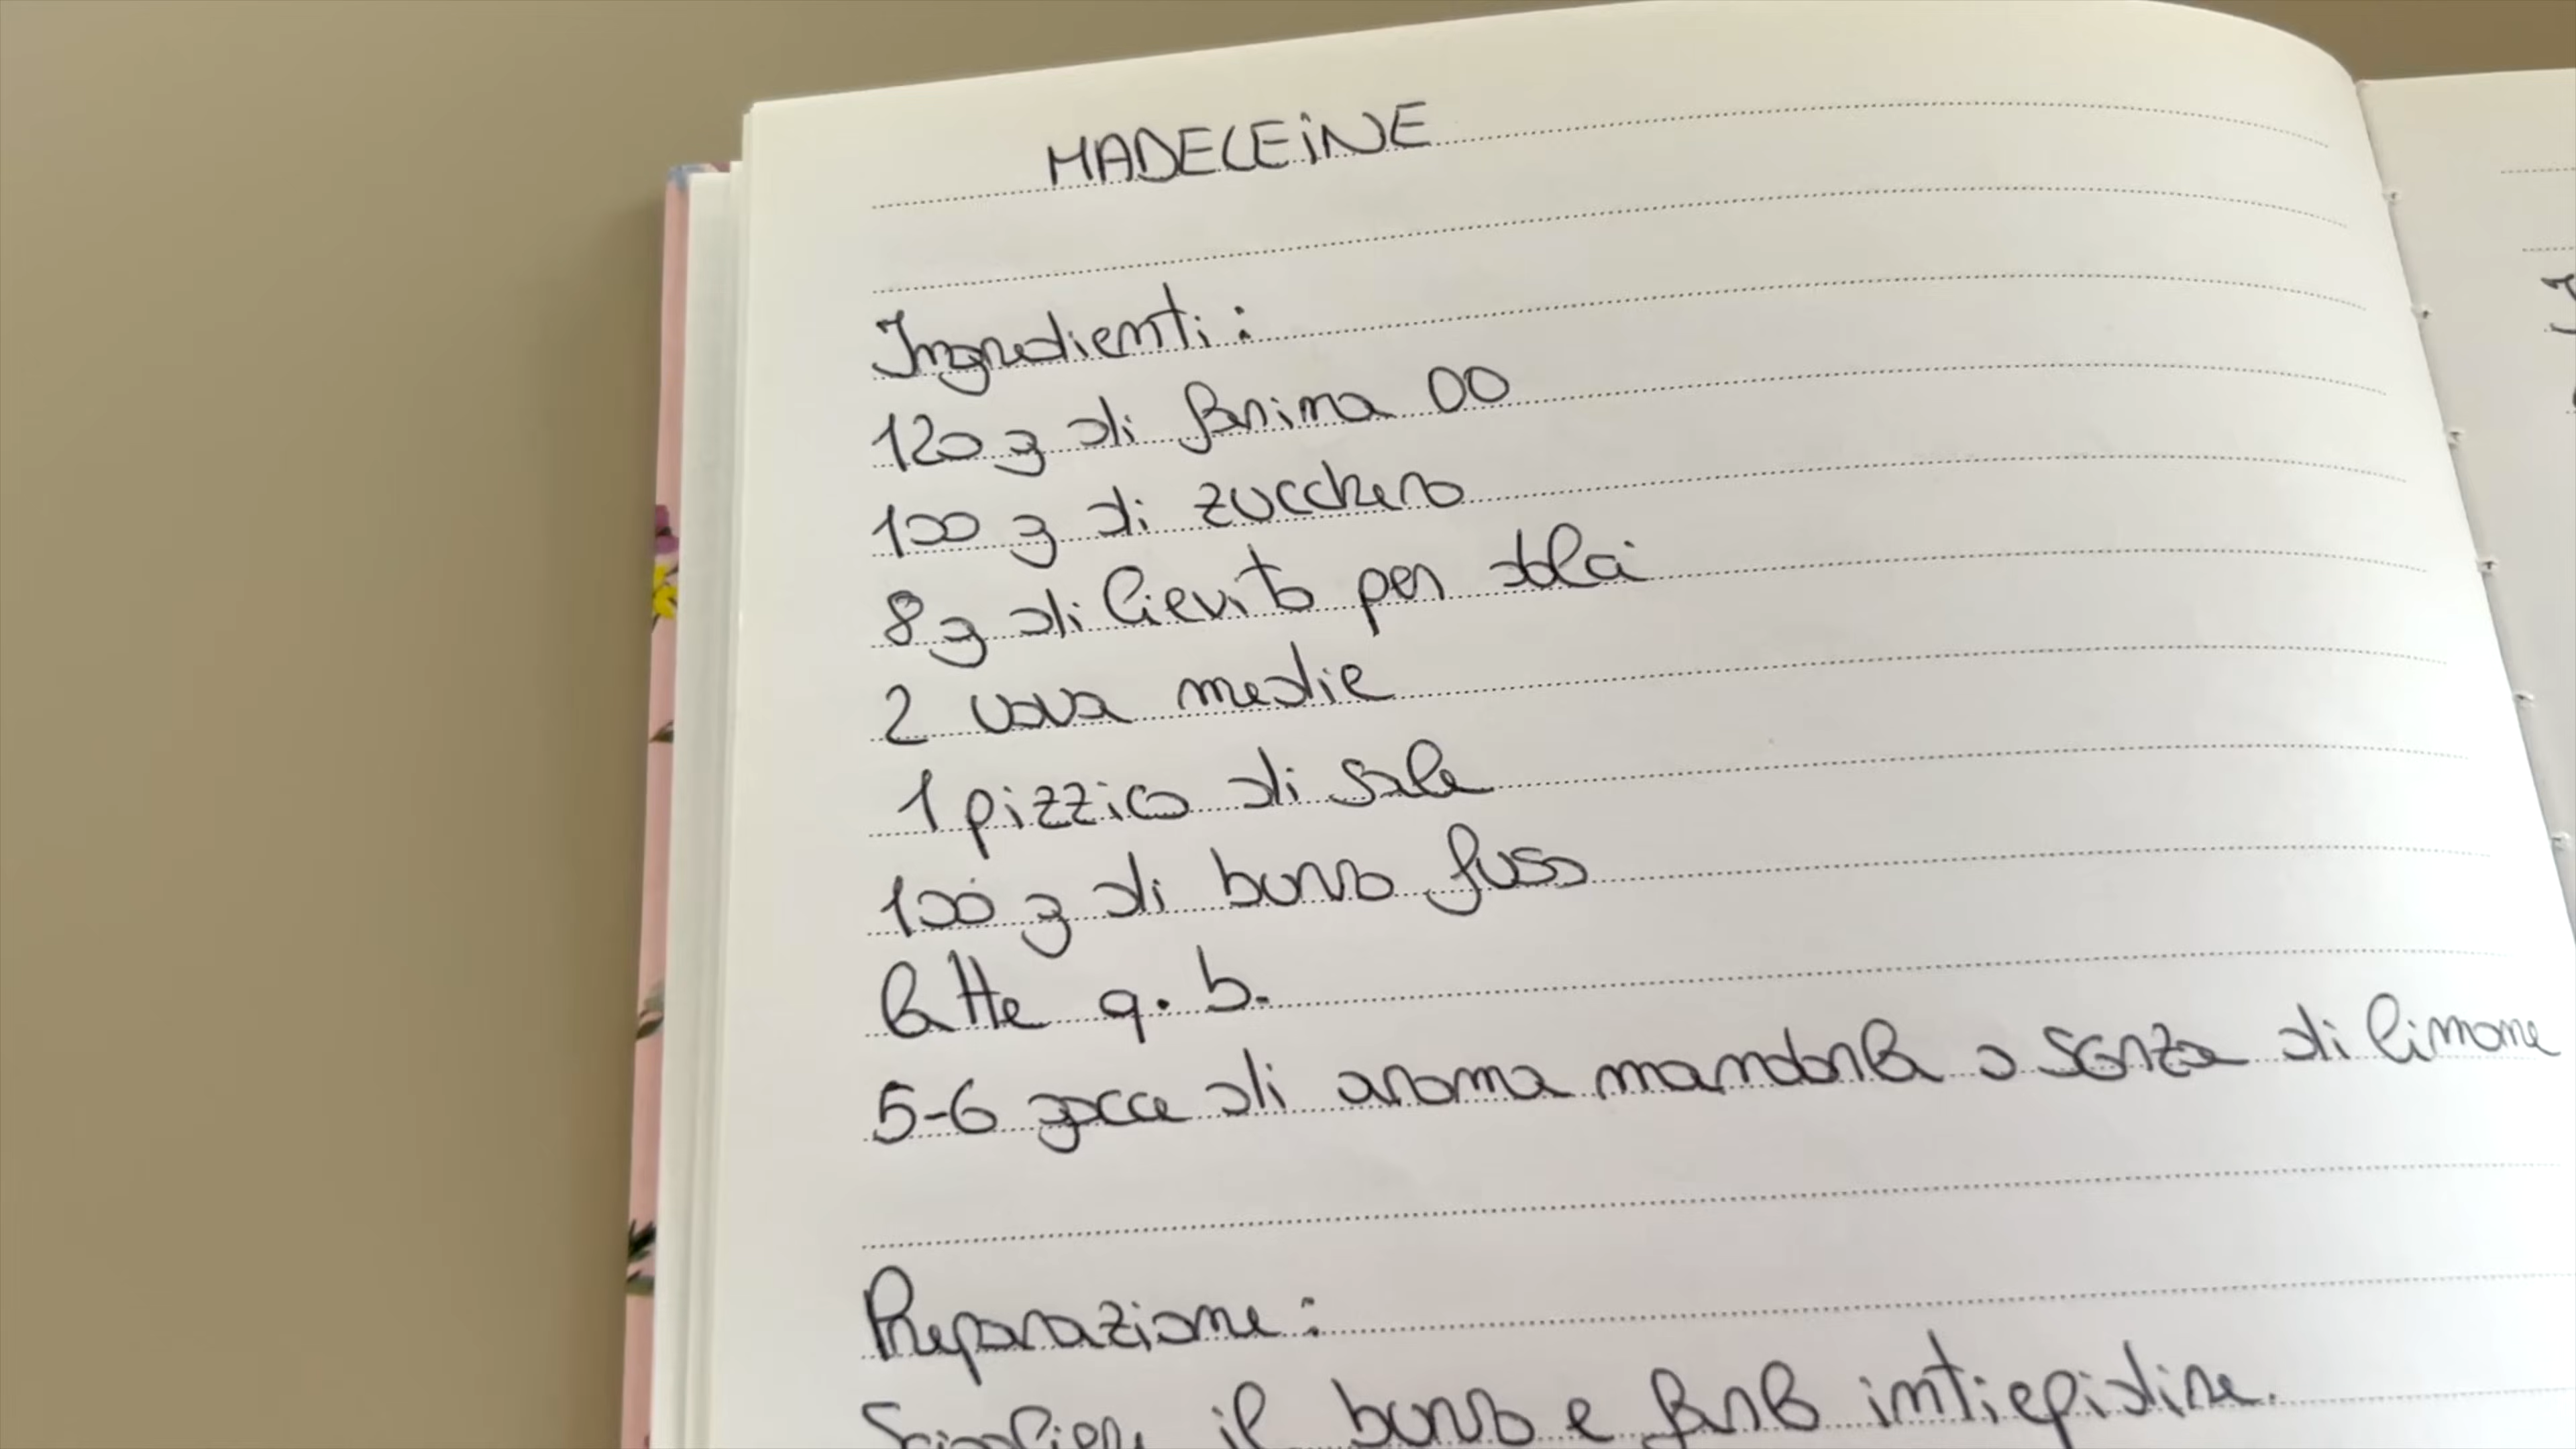 MADELEINE
Ingredienti:
120 g di farina 00
100 g di zucchero
8 g di lievito per dolci
2 uova medie
1 pizzico di sale
100 g di burro fuso
latte q.b.
5-6 gocce di aroma mandorla o scorza di limone
Preparazione:
Sciogliere il burro e farlo intiepidire.